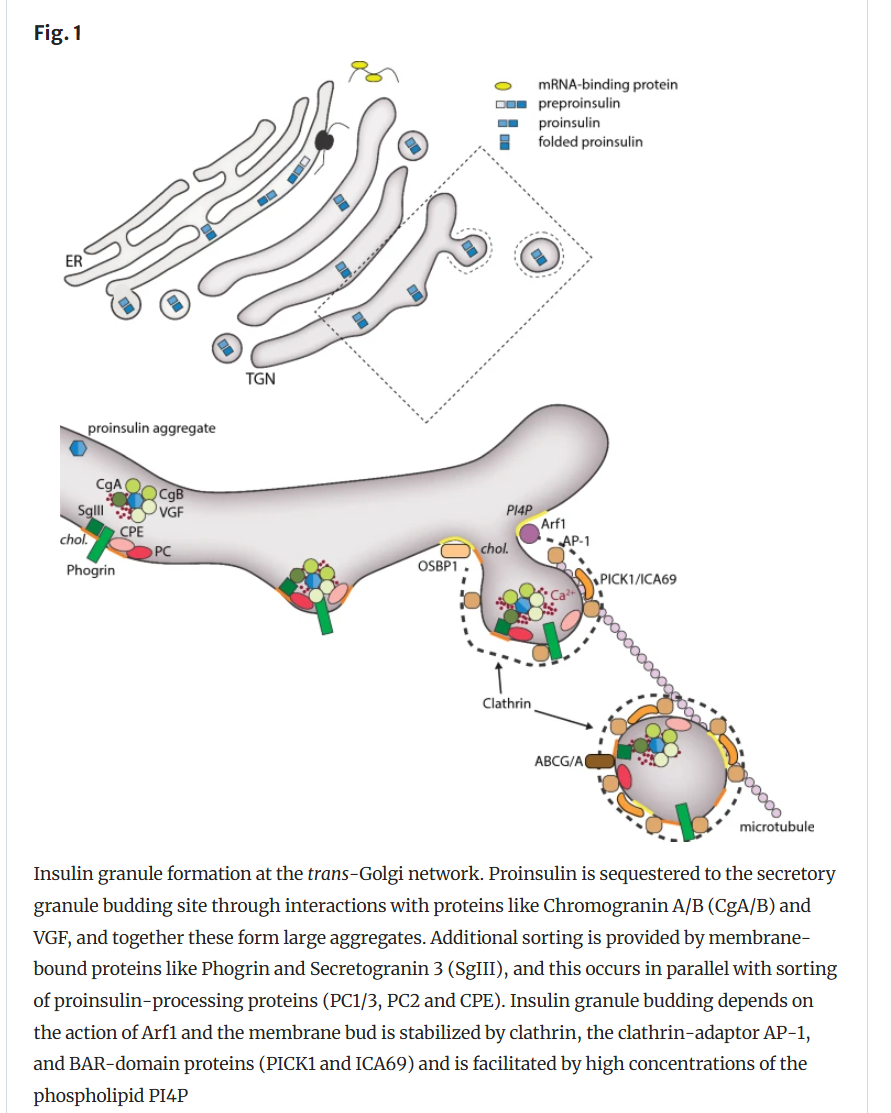 Fig. 1
mRNA-binding protein
preproinsulin
proinsulin
folded proinsulin
ER
TGN
proinsulin aggregate
CgA
CgB
SgIII
VGF
CPE
chol.
PC
Phogrin
PI4P
Arf1
AP-1
chol.
OSBP1
PICK1/ICA69
Ca²⁺
Clathrin
ABCG/A
microtubule
Insulin granule formation at the trans-Golgi network. Proinsulin is sequestered to the secretory
granule budding site through interactions with proteins like Chromogranin A/B (CgA/B) and
VGF, and together these form large aggregates. Additional sorting is provided by membrane-
bound proteins like Phogrin and Secretogranin 3 (SgIII), and this occurs in parallel with sorting
of proinsulin-processing proteins (PC1/3, PC2 and CPE). Insulin granule budding depends on
the action of Arf1 and the membrane bud is stabilized by clathrin, the clathrin-adaptor AP-1,
and BAR-domain proteins (PICK1 and ICA69) and is facilitated by high concentrations of the
phospholipid PI4P